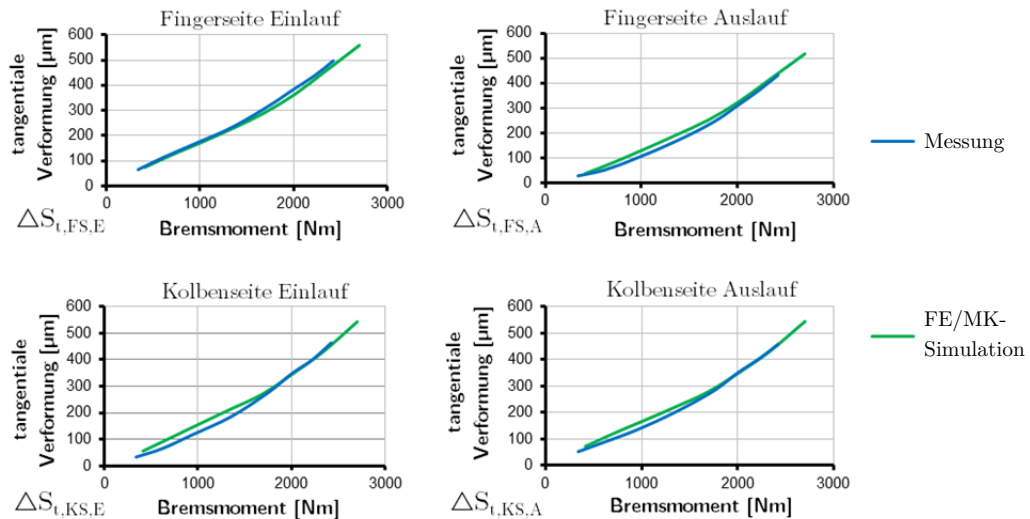 Fingerseite Einlauf
tangentiale
Verformung [µm]
600
500
400
300
200
100
0
0
1000
2000
3000
Bremsmoment [Nm]
△S_t,FS,E
Fingerseite Auslauf
tangentiale
Verformung [µm]
600
500
400
300
200
100
0
0
1000
2000
3000
Bremsmoment [Nm]
△S_t,FS,A
Messung
Kolbenseite Einlauf
tangentiale
Verformung [µm]
600
500
400
300
200
100
0
0
1000
2000
3000
Bremsmoment [Nm]
△S_t,KS,E
Kolbenseite Auslauf
tangentiale
Verformung [µm]
600
500
400
300
200
100
0
0
1000
2000
3000
Bremsmoment [Nm]
△S_t,KS,A
FE/MK-
Simulation